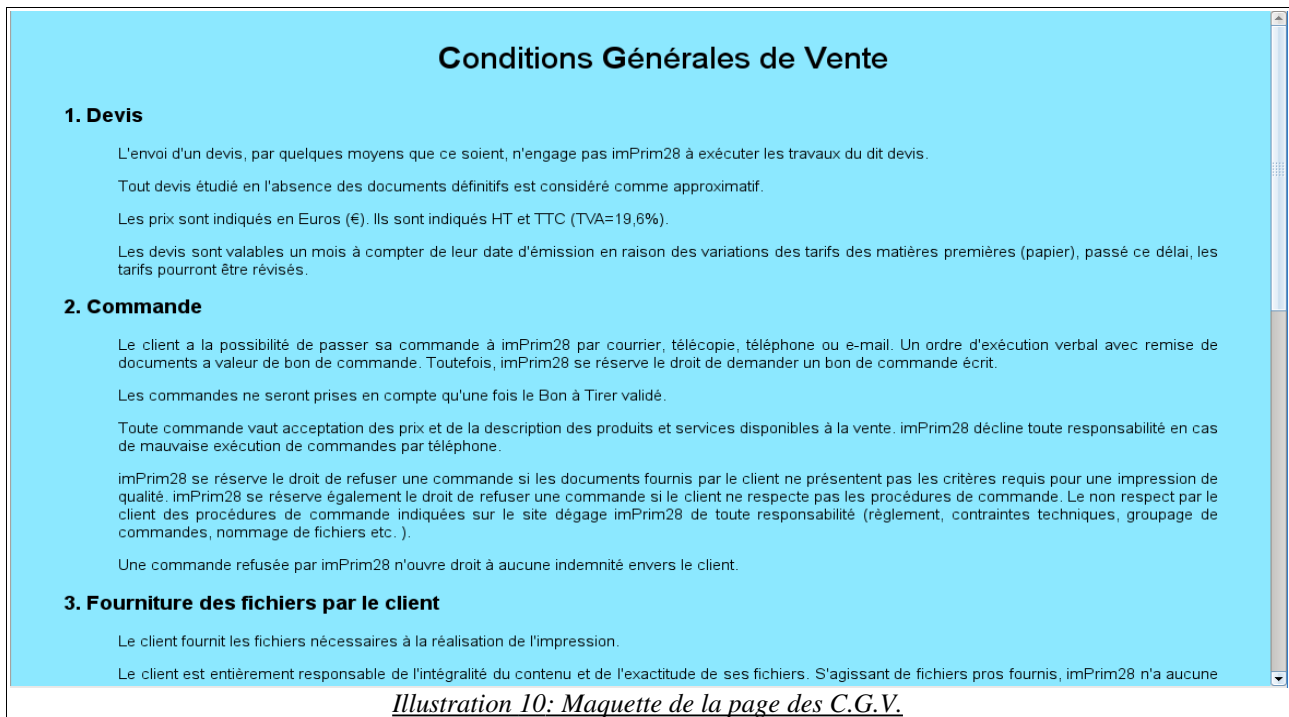 Conditions Générales de Vente
1. Devis
L'envoi d'un devis, par quelques moyens que ce soient, n'engage pas imPrim28 à exécuter les travaux du dit devis.
Tout devis étudié en l'absence des documents définitifs est considéré comme approximatif.
Les prix sont indiqués en Euros (€). Ils sont indiqués HT et TTC (TVA=19,6%).
Les devis sont valables un mois à compter de leur date d'émission en raison des variations des tarifs des matières premières (papier), passé ce délai, les
tarifs pourront être révisés.
2. Commande
Le client a la possibilité de passer sa commande à imPrim28 par courrier, télécopie, téléphone ou e-mail. Un ordre d'exécution verbal avec remise de
documents a valeur de bon de commande. Toutefois, imPrim28 se réserve le droit de demander un bon de commande écrit.
Les commandes ne seront prises en compte qu'une fois le Bon à Tirer validé.
Toute commande vaut acceptation des prix et de la description des produits et services disponibles à la vente. imPrim28 décline toute responsabilité en cas
de mauvaise exécution de commandes par téléphone.
imPrim28 se réserve le droit de refuser une commande si les documents fournis par le client ne présentent pas les critères requis pour une impression de
qualité. imPrim28 se réserve également le droit de refuser une commande si le client ne respecte pas les procédures de commande. Le non respect par le
client des procédures de commande indiquées sur le site dégage imPrim28 de toute responsabilité (règlement, contraintes techniques, groupage de
commandes, nommage de fichiers etc. ).
Une commande refusée par imPrim28 n'ouvre droit à aucune indemnité envers le client.
3. Fourniture des fichiers par le client
Le client fournit les fichiers nécessaires à la réalisation de l'impression.
Le client est entièrement responsable de l'intégralité du contenu et de l'exactitude de ses fichiers. S'agissant de fichiers pros fournis, imPrim28 n'a aucune
Illustration 10: Maquette de la page des C.G.V.